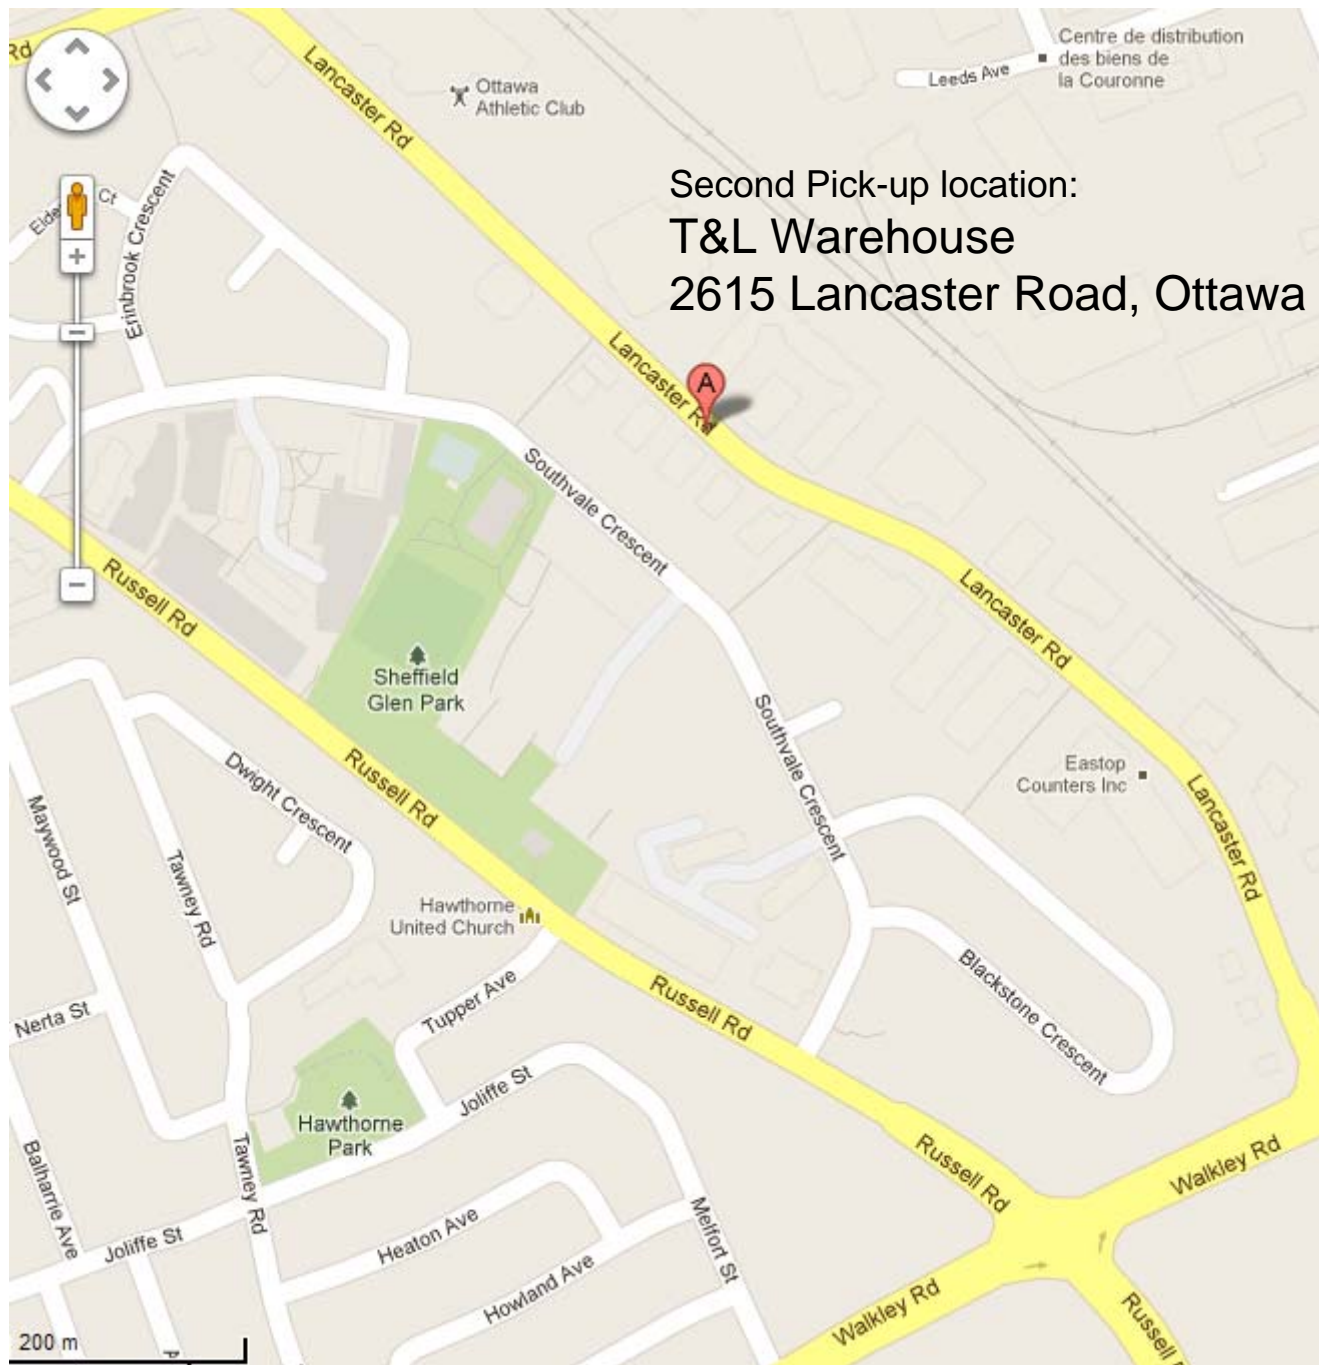 Rd
Lancaster Rd
Ottawa
Athletic Club
Leeds Ave
Centre de distribution
des biens de
la Couronne
Ct
Erinbrook Crescent
Second Pick-up location:
T&L Warehouse
2615 Lancaster Road, Ottawa
Lancaster Rd
A
Southvale Crescent
Russell Rd
Lancaster Rd
Sheffield
Glen Park
Southvale Crescent
Russell Rd
Dwight Crescent
Eastop
Counters Inc
Lancaster Rd
Maywood St
Tawney Rd
Hawthorne
United Church
Blackstone Crescent
Tupper Ave
Russell Rd
Nerta St
Joliffe St
Hawthorne
Park
Balharrie Ave
Tawney Rd
Russell Rd
Walkley Rd
Joliffe St
Heaton Ave
Melfort St
Howland Ave
Walkley Rd
Russell
200 m